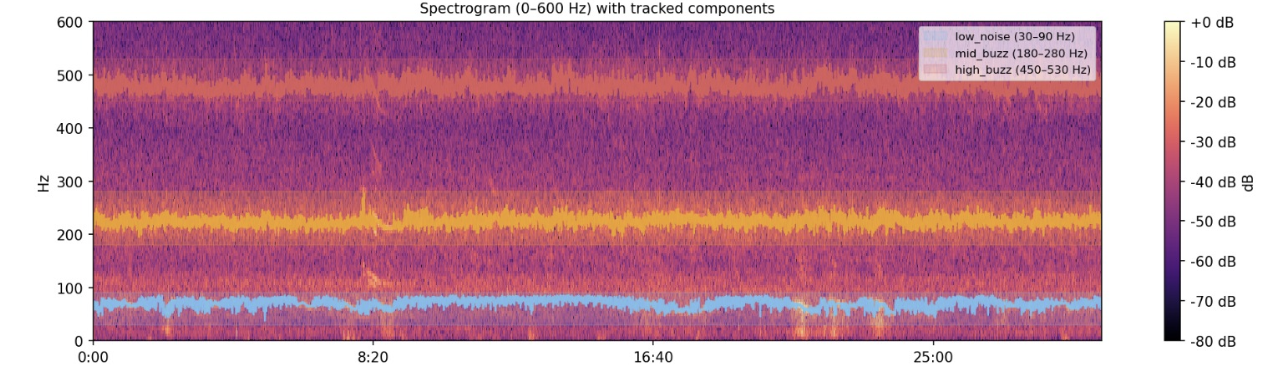 Spectrogram (0–600 Hz) with tracked components
600
500
400
300
200
100
0
Hz
0:00
8:20
16:40
25:00
low_noise (30–90 Hz)
mid_buzz (180–280 Hz)
high_buzz (450–530 Hz)
+0 dB
-10 dB
-20 dB
-30 dB
-40 dB
-50 dB
-60 dB
-70 dB
-80 dB
dB